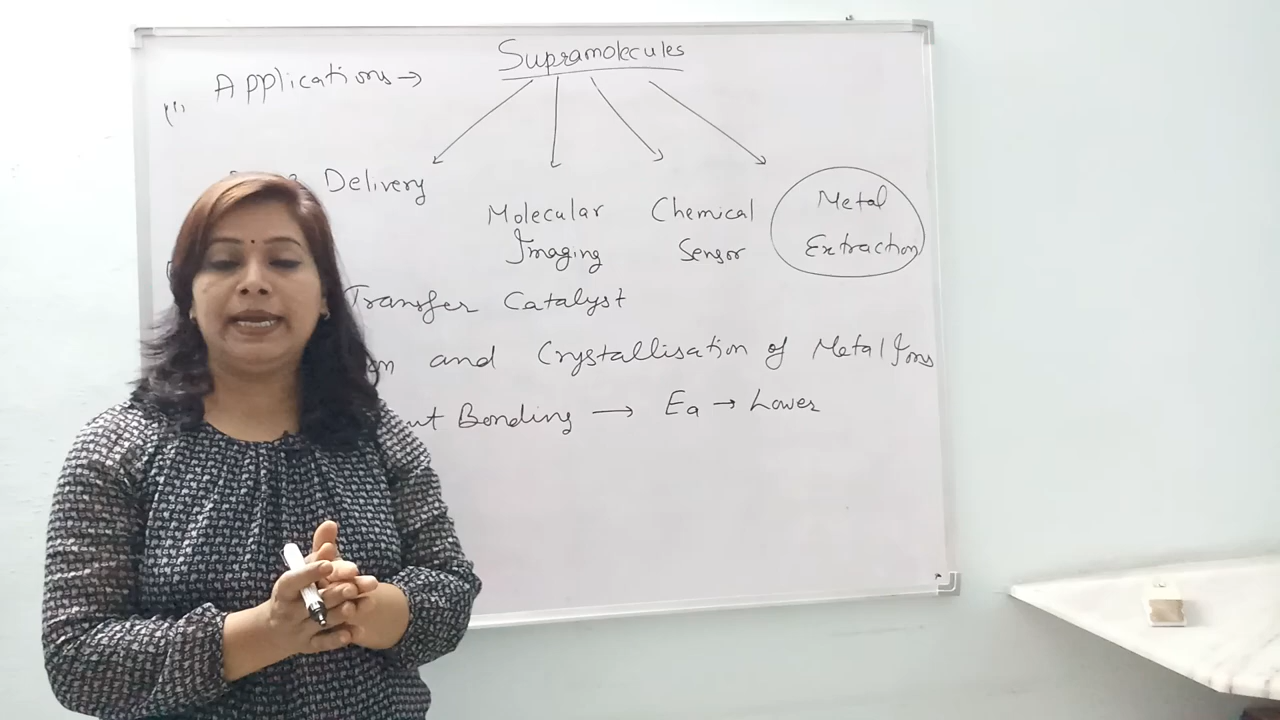 Supramolecules
Applications →
(1)
Delivery
Molecular Imaging
Chemical Sensor
Metal Extraction
Transfer Catalyst
and Crystallisation of Metal Ions
Bonding → Ea → Lower